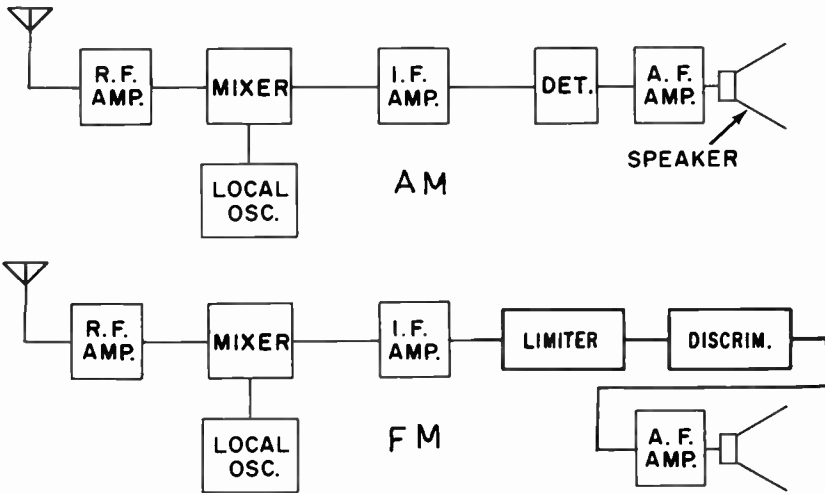 R.F.
AMP.
MIXER
I.F.
AMP.
DET.
A.F.
AMP.
SPEAKER
LOCAL
OSC.
AM
R.F.
AMP.
MIXER
I.F.
AMP.
LIMITER
DISCRIM.
LOCAL
OSC.
FM
A.F.
AMP.